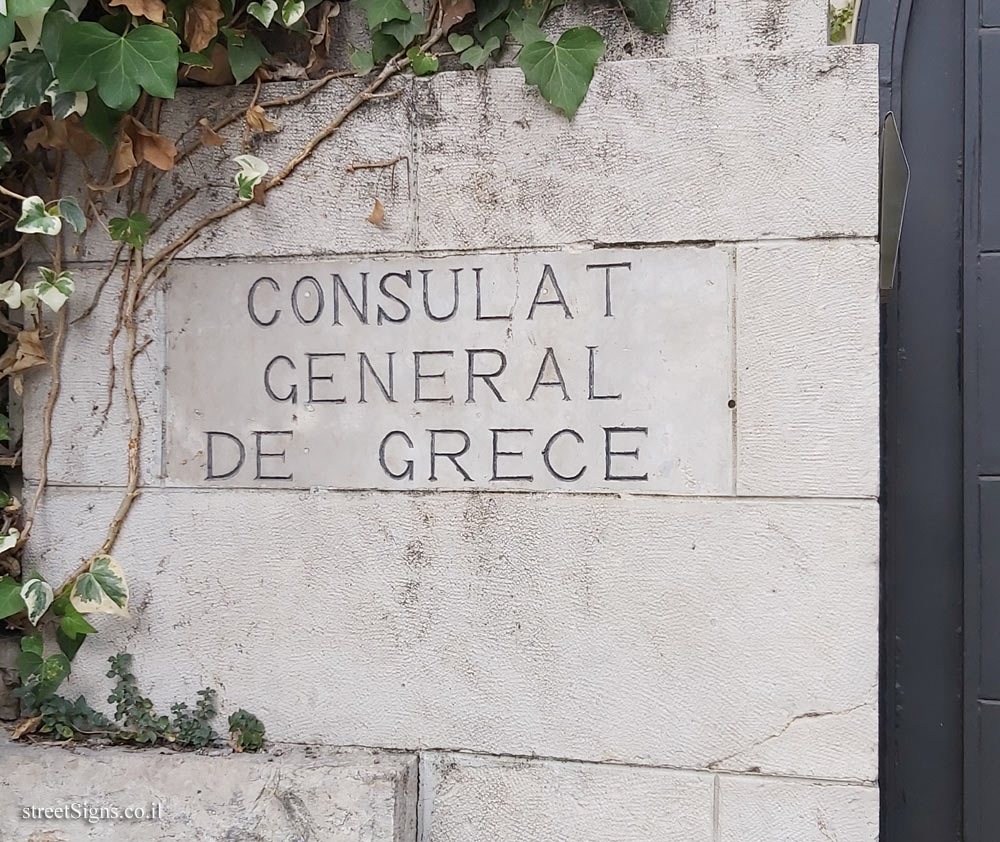 CONSULAT
GENERAL
DE GRECE
streetSigns.co.il